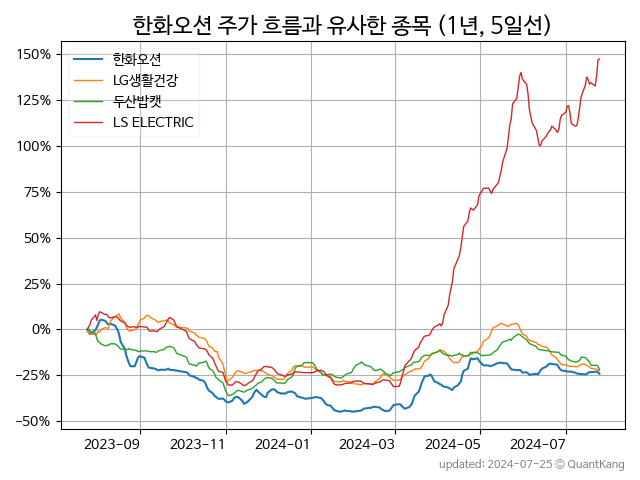 한화오션 주가 흐름과 유사한 종목 (1년, 5일선)
150%
125%
100%
75%
50%
25%
0%
−25%
−50%
한화오션
LG생활건강
두산밥캣
LS ELECTRIC
2023-09
2023-11
2024-01
2024-03
2024-05
2024-07
updated: 2024-07-25 © QuantKang